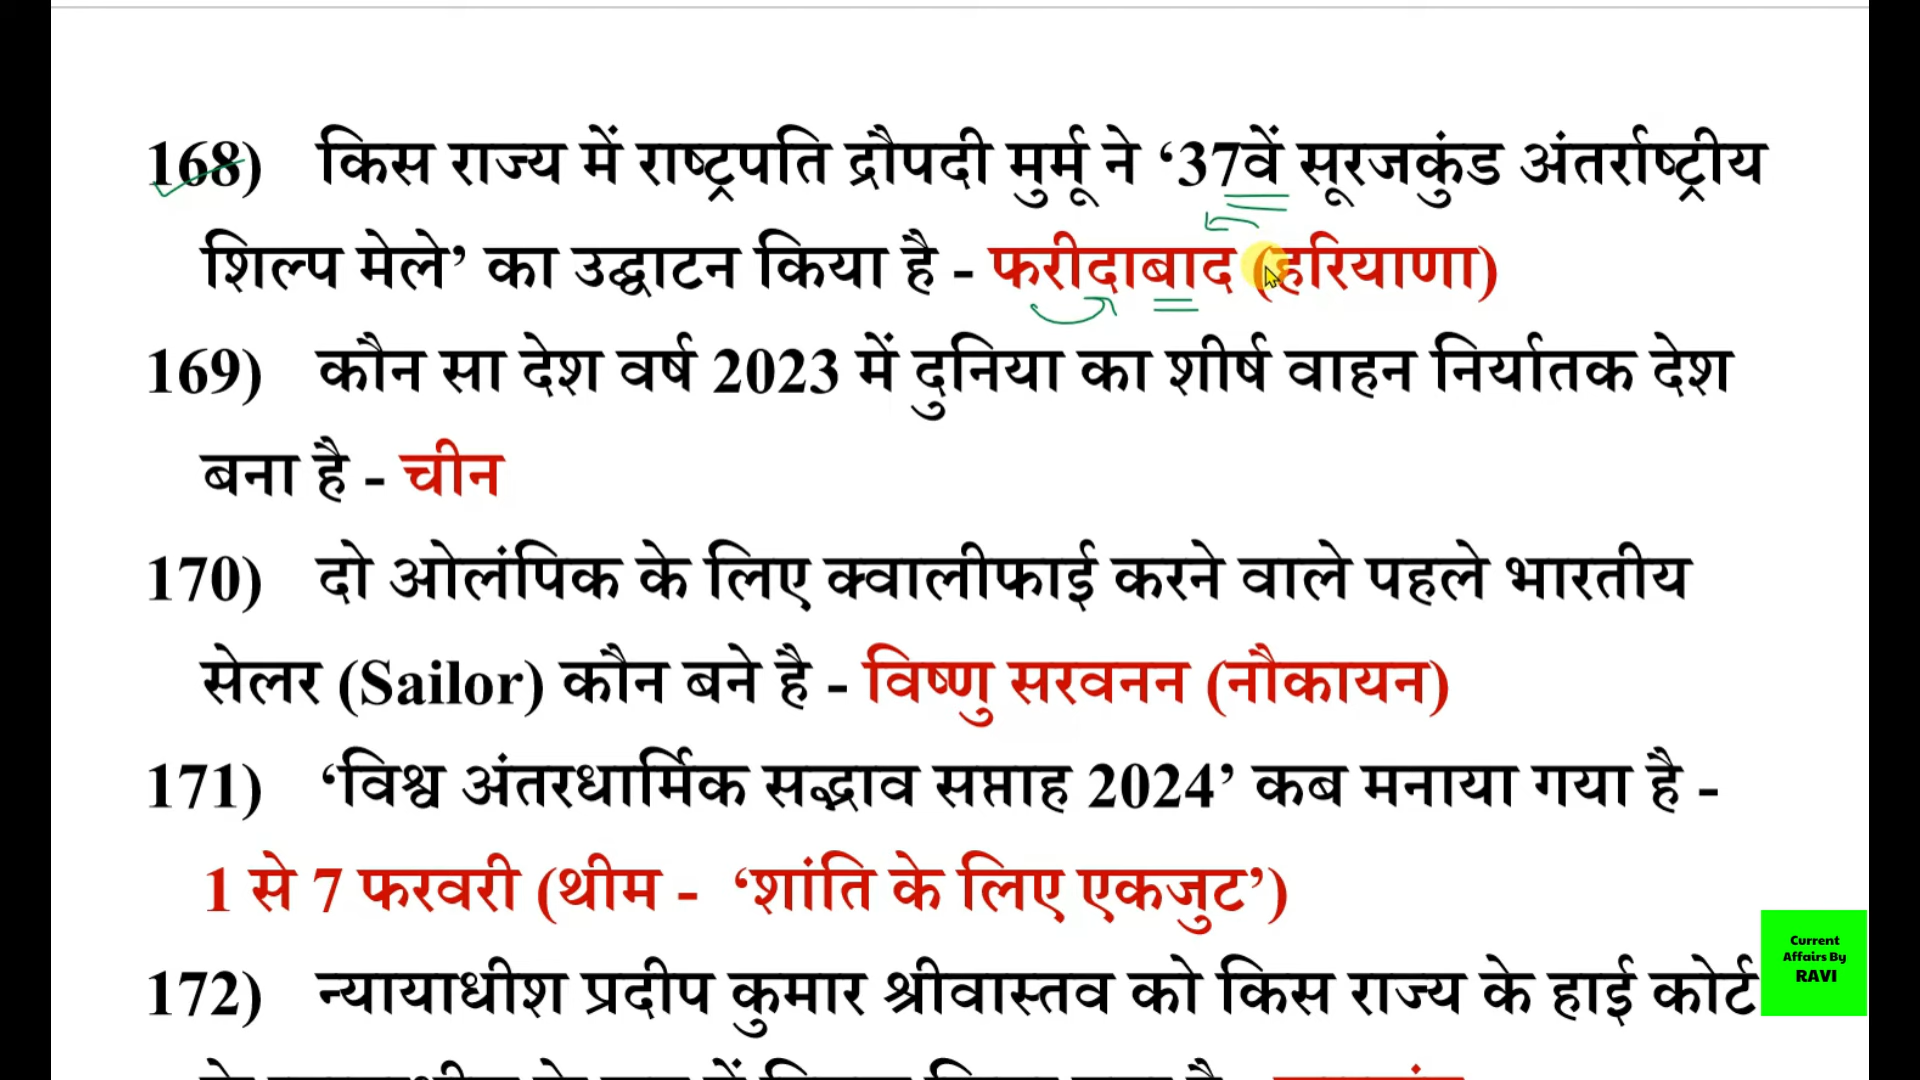 168) किस राज्य में राष्ट्रपति द्रौपदी मुर्मू ने ‘37वें सूरजकुंड अंतर्राष्ट्रीय
शिल्प मेले’ का उद्घाटन किया है - फरीदाबाद (हरियाणा)
169) कौन सा देश वर्ष 2023 में दुनिया का शीर्ष वाहन निर्यातक देश
बना है - चीन
170) दो ओलंपिक के लिए क्वालीफाई करने वाले पहले भारतीय
सेलर (Sailor) कौन बने है - विष्णु सरवनन (नौकायन)
171) ‘विश्व अंतरधार्मिक सद्भाव सप्ताह 2024’ कब मनाया गया है -
1 से 7 फरवरी (थीम - ‘शांति के लिए एकजुट’)
172) न्यायाधीश प्रदीप कुमार श्रीवास्तव को किस राज्य के हाई कोर्ट
Current
Affairs By
RAVI